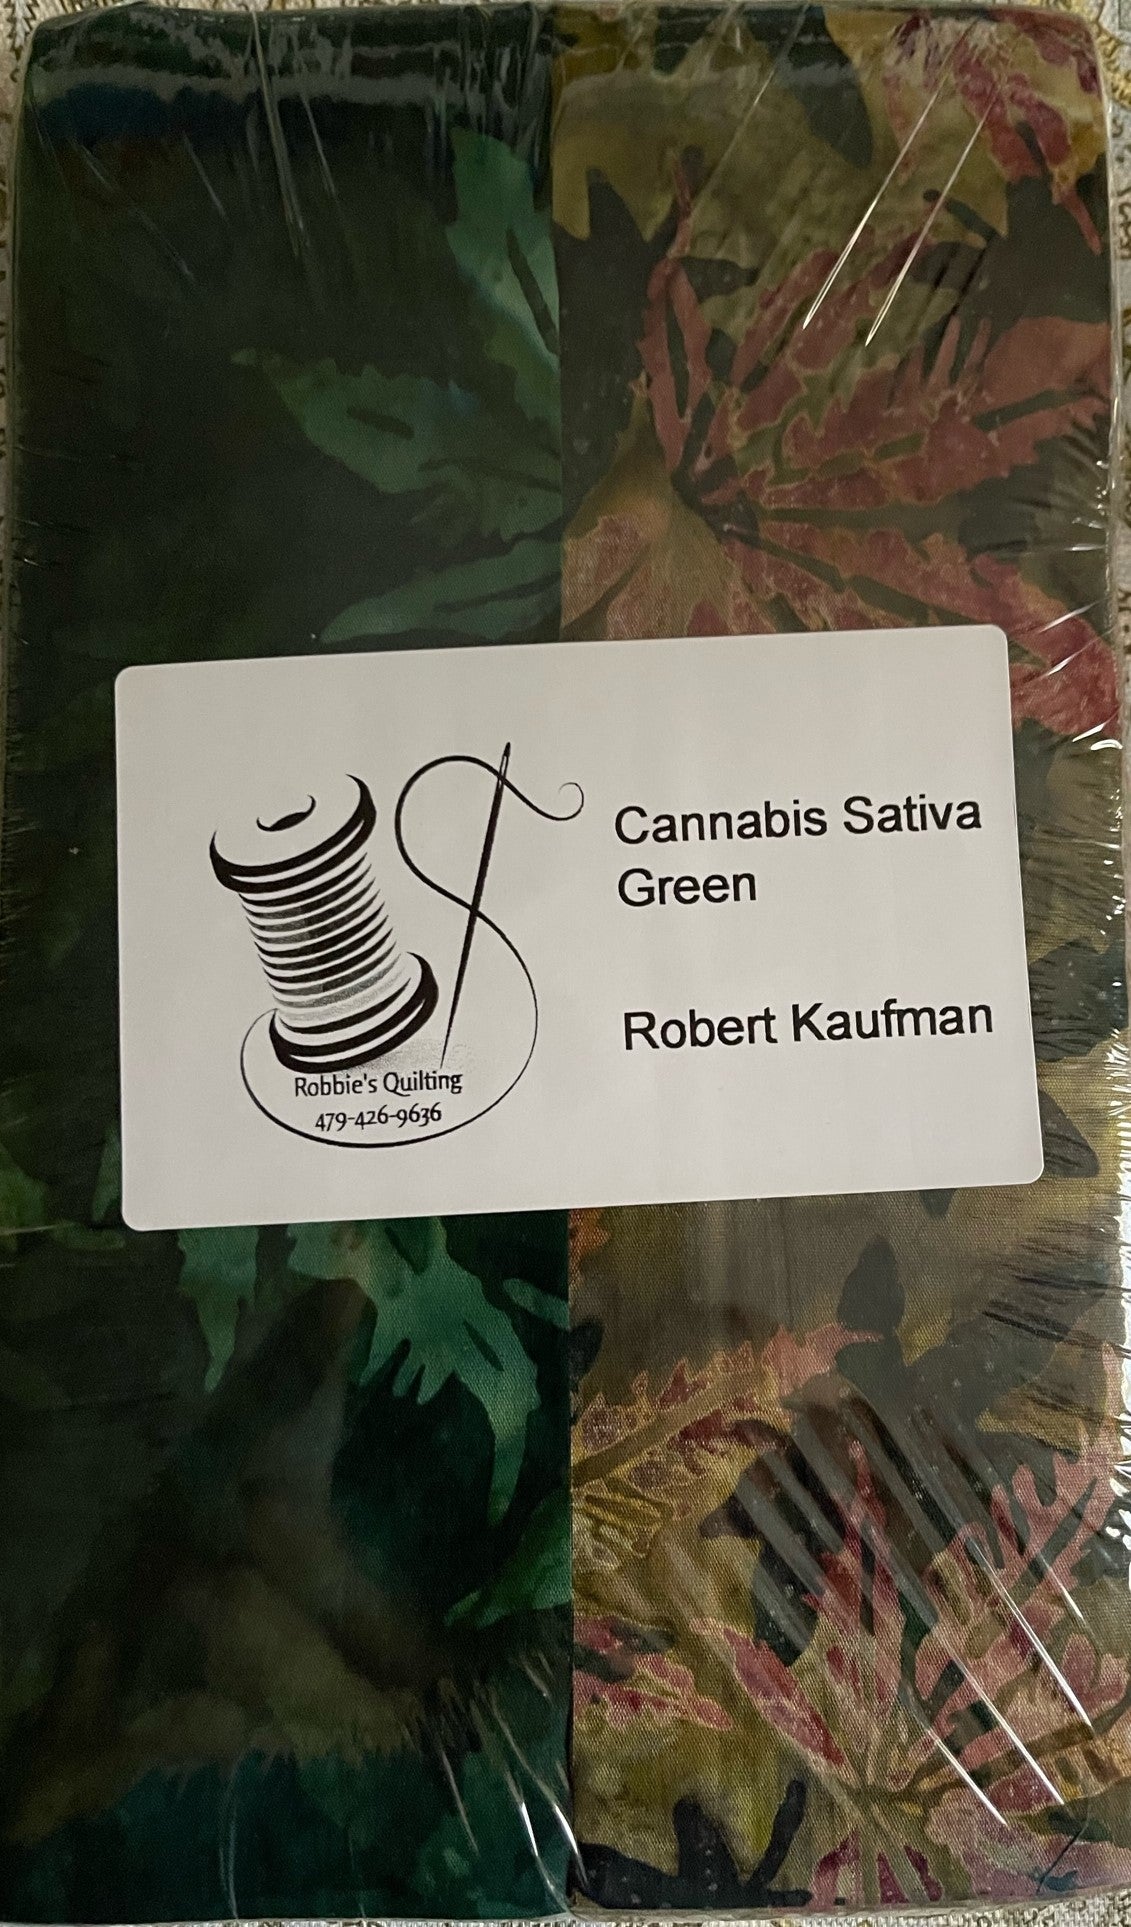 Cannabis Sativa
Green
Robert Kaufman
Robbie's Quilting
479-426-9636